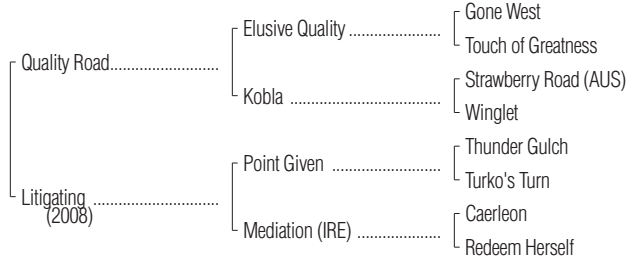 Gone West
Elusive Quality ....................
Touch of Greatness
Quality Road........................
Strawberry Road (AUS)
Kobla .................................
Winglet
Thunder Gulch
Point Given ........................
Turko's Turn
Litigating ............................
(2008)
Caerleon
Mediation (IRE) ..................
Redeem Herself